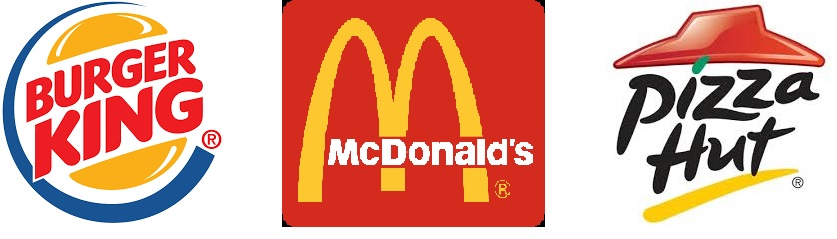 BURGER
KING
®
McDonald's
®
Pizza
Hut
®